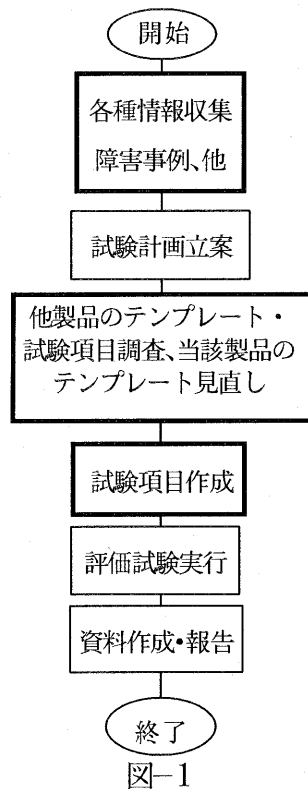 開始
各種情報収集
障害事例、他
試験計画立案
他製品のテンプレート・
試験項目調査、当該製品の
テンプレート見直し
試験項目作成
評価試験実行
資料作成・報告
終了
図−1